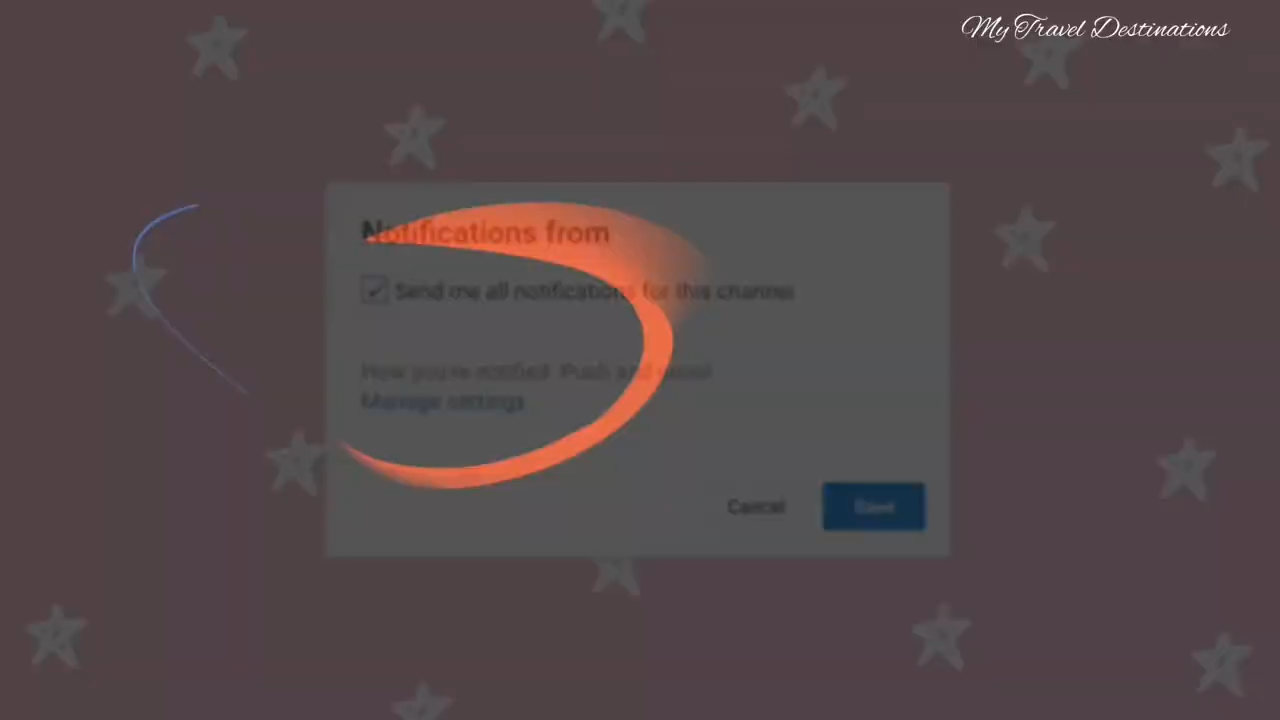 My Travel Destinations
Notifications from
Send me all notifications for this channel
How you're notified: Push and email
Manage settings
Cancel
Save